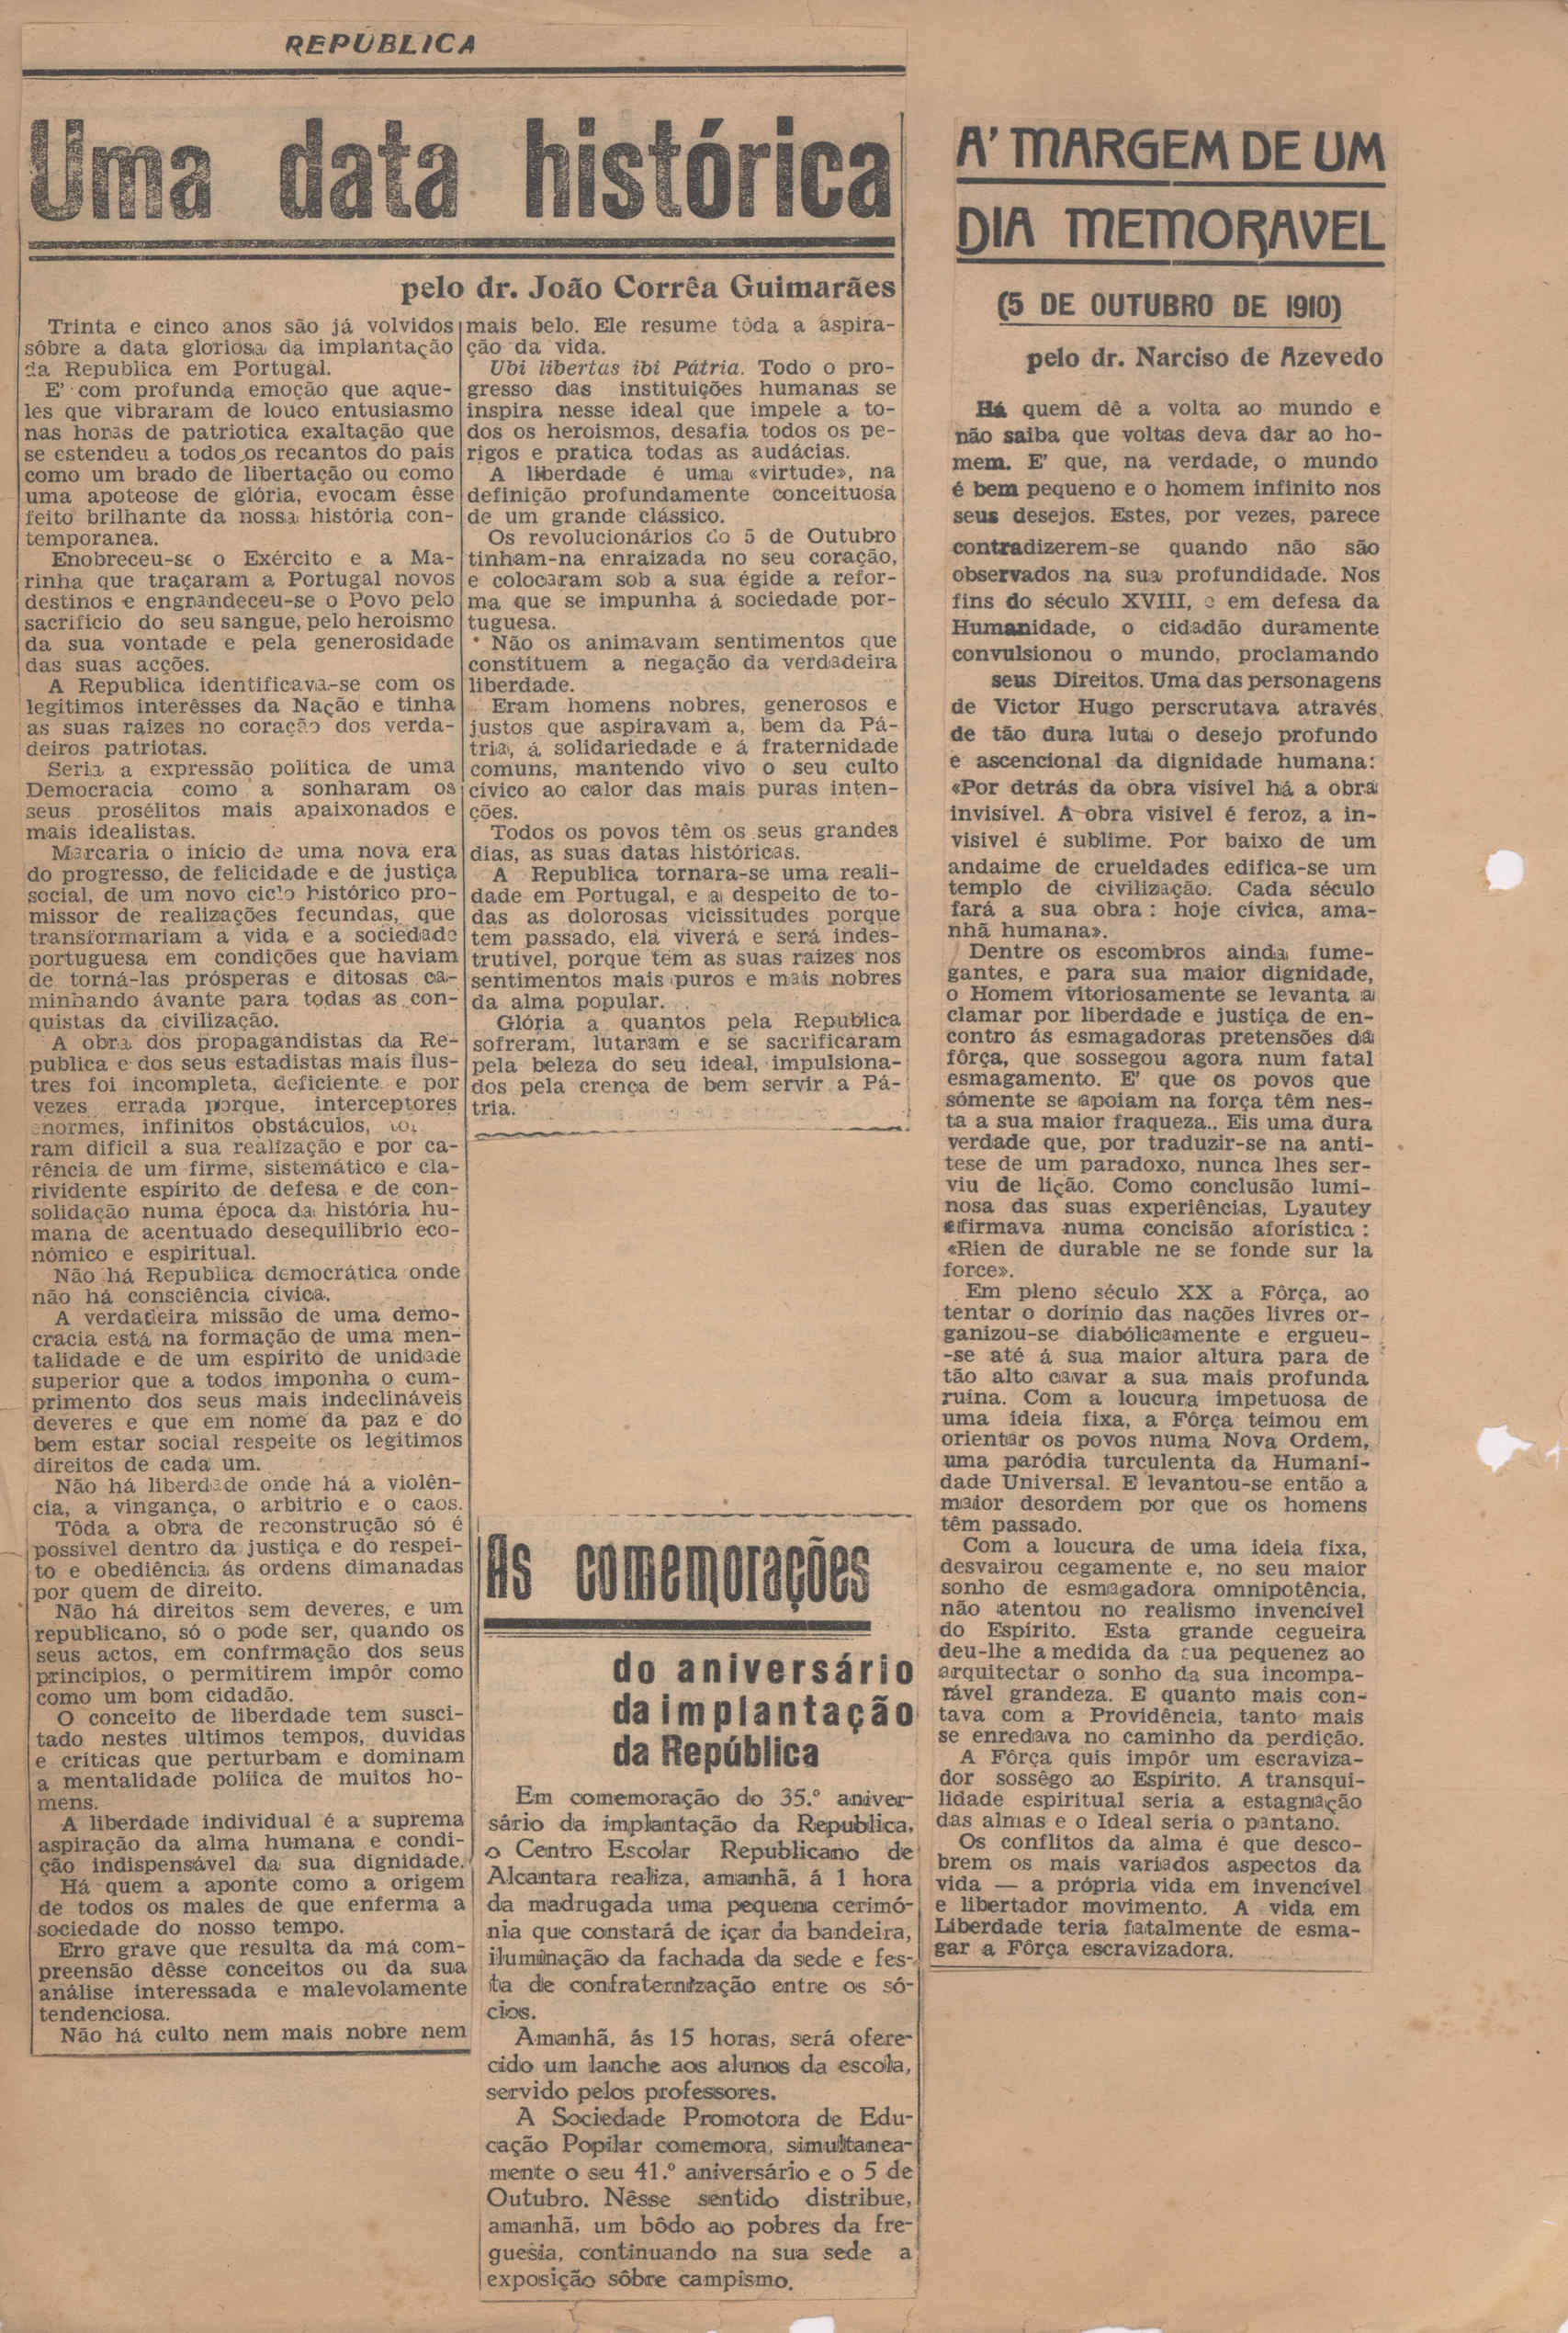 REPÚBLICA
Uma data histórica
pelo dr. João Corrêa Guimarães
Trinta e cinco anos são já volvidos
sôbre a data gloriosa da implantação
da Republica em Portugal.
E' com profunda emoção que aque-
les que vibraram de louco entusiasmo
nas horas de patriotica exaltação que
se estendeu a todos os recantos do país
como um brado de libertação ou como
uma apoteose de glória, evocam êsse
feito brilhante da nossa história con-
temporanea.
Enobreceu-se o Exército e a Ma-
rinha que traçaram a Portugal novos
destinos e engrandeceu-se o Povo pelo
sacrificio do seu sangue, pelo heroismo
da sua vontade e pela generosidade
das suas acções.
A Republica identificava-se com os
legitimos interêsses da Nação e tinha
as suas raizes no coração dos verda-
deiros patriotas.
Seria a expressão politica de uma
Democracia como a sonharam os
seus prosélitos mais apaixonados e
mais idealistas.
Marcaria o início de uma nova era
do progresso, de felicidade e de justiça
social, de um novo ciclo histórico pro-
missor de realizações fecundas, que
transformariam a vida e a sociedade
portuguesa em condições que haviam
de torná-las prósperas e ditosas ca-
minhando ávante para todas as con-
quistas da civilização.
A obra dos propagandistas da Re-
publica e dos seus estadistas mais ilus-
tres foi incompleta, deficiente e por
vezes errada porque, interceptores
enormes, infinitos obstáculos,
ram dificil a sua realização e por ca-
rência de um firme, sistemático e cla-
rividente espírito de defesa e de con-
solidação numa época da história hu-
mana de acentuado desequilibrio eco-
nómico e espiritual.
Não há Republica democrática onde
não há consciência civica.
A verdadeira missão de uma demo-
cracia está na formação de uma men-
talidade e de um espirito de unidade
superior que a todos imponha o cum-
primento dos seus mais indeclináveis
deveres e que em nome da paz e do
bem estar social respeite os legitimos
direitos de cada um.
Não há liberdade onde há a violên-
cia, a vingança, o arbitrio e o caos.
Tôda a obra de reconstrução só é
possivel dentro da justiça e do respei-
to e obediência ás ordens dimanadas
por quem de direito.
Não há direitos sem deveres, e um
republicano, só o pode ser, quando os
seus actos, em confrmação dos seus
principios, o permitirem impôr como
como um bom cidadão.
O conceito de liberdade tem susci-
tado nestes ultimos tempos, duvidas
e críticas que perturbam e dominam
a mentalidade poliica de muitos ho-
mens.
A liberdade individual é a suprema
aspiração da alma humana e condi-
ção indispensável da sua dignidade.
Há quem a aponte como a origem
de todos os males de que enferma a
sociedade do nosso tempo.
Erro grave que resulta da má com-
preensão dêsse conceitos ou da sua
análise interessada e malevolamente
tendenciosa.
Não há culto nem mais nobre nem
mais belo. Ele resume tôda a aspira-
ção da vida.
Ubi libertas ibi Pátria. Todo o pro-
gresso das instituições humanas se
inspira nesse ideal que impele a to-
dos os heroismos, desafia todos os pe-
rigos e pratica todas as audácias.
A liberdade é uma «virtude», na
definição profundamente conceituosa
de um grande clássico.
Os revolucionários do 5 de Outubro
tinham-na enraizada no seu coração,
e colocaram sob a sua égide a refor-
ma que se impunha á sociedade por-
tuguesa.
Não os animavam sentimentos que
constituem a negação da verdadeira
liberdade.
Eram homens nobres, generosos e
justos que aspiravam a, bem da Pá-
tria, á solidariedade e á fraternidade
comuns, mantendo vivo o seu culto
civico ao calor das mais puras inten-
ções.
Todos os povos têm os seus grandes
dias, as suas datas históricas.
A Republica tornara-se uma reali-
dade em Portugal, e a despeito de to-
das as dolorosas vicissitudes porque
tem passado, ela viverá e será indes-
trutivel, porque tem as suas raizes nos
sentimentos mais puros e mais nobres
da alma popular.
Glória a quantos pela Republica
sofreram, lutaram e se sacrificaram
pela beleza do seu ideal, impulsiona-
dos pela crença de bem servir a Pá-
tria.
As comemorações
do aniversário
da implantação
da República
Em comemoração do 35.º aniver-
sário da implantação da Republica,
o Centro Escolar Republicano de
Alcantara realiza, amanhã, á 1 hora
da madrugada uma pequena cerimó-
nia que constará de içar da bandeira,
iluminação da fachada da sede e fes-
ta de confraternização entre os só-
cios.
Amanhã, ás 15 horas, será ofere-
cido um lanche aos alunos da escola,
servido pelos professores.
A Sociedade Promotora de Edu-
cação Popilar comemora, simultanea-
mente o seu 41.º aniversário e o 5 de
Outubro. Nêsse sentido distribue,
amanhã, um bôdo ao pobres da fre-
guesia, continuando na sua sede a
exposição sôbre campismo.
A' MARGEM DE UM
DIA MEMORAVEL
(5 DE OUTUBRO DE 1910)
pelo dr. Narciso de Azevedo
Há quem dê a volta ao mundo e
não saiba que voltas deva dar ao ho-
mem. E' que, na verdade, o mundo
é bem pequeno e o homem infinito nos
seus desejos. Estes, por vezes, parece
contradizerem-se quando não são
observados na sua profundidade. Nos
fins do século XVIII, e em defesa da
Humanidade, o cidadão duramente
convulsionou o mundo, proclamando
seus Direitos. Uma das personagens
de Victor Hugo perscrutava através
de tão dura luta o desejo profundo
e ascencional da dignidade humana:
«Por detrás da obra visivel há a obra
invisivel. A obra visivel é feroz, a in-
visivel é sublime. Por baixo de um
andaime de crueldades edifica-se um
templo de civilização. Cada século
fará a sua obra: hoje cívica, ama-
nhã humana».
Dentre os escombros ainda fume-
gantes, e para sua maior dignidade,
o Homem vitoriosamente se levanta a
clamar por liberdade e justiça de en-
contro ás esmagadoras pretensões da
fôrça, que sossegou agora num fatal
esmagamento. E' que os povos que
sómente se apoiam na força têm nes-
ta a sua maior fraqueza.. Eis uma dura
verdade que, por traduzir-se na anti-
tese de um paradoxo, nunca lhes ser-
viu de lição. Como conclusão lumi-
nosa das suas experiências, Lyautey
afirmava numa concisão aforística:
«Rien de durable ne se fonde sur la
force».
Em pleno século XX a Fôrça, ao
tentar o dorínio das nações livres or-
ganizou-se diabólicamente e ergueu-
-se até á sua maior altura para de
tão alto cavar a sua mais profunda
ruina. Com a loucura impetuosa de
uma ideia fixa, a Fôrça teimou em
orientar os povos numa Nova Ordem,
uma paródia turculenta da Humani-
dade Universal. E levantou-se então a
maior desordem por que os homens
têm passado.
Com a loucura de uma ideia fixa,
desvairou cegamente e, no seu maior
sonho de esmagadora omnipotência,
não atentou no realismo invencivel
do Espírito. Esta grande cegueira
deu-lhe a medida da sua pequenez ao
arquitectar o sonho da sua incompa-
rável grandeza. E quanto mais con-
tava com a Providência, tanto mais
se enredava no caminho da perdição.
A Fôrça quis impôr um escraviza-
dor sossêgo ao Espirito. A transqui-
lidade espiritual seria a estagnação
das almas e o Ideal seria o pantano.
Os conflitos da alma é que desco-
brem os mais variados aspectos da
vida — a própria vida em invencível
e libertador movimento. A vida em
Liberdade teria fatalmente de esma-
gar a Fôrça escravizadora.